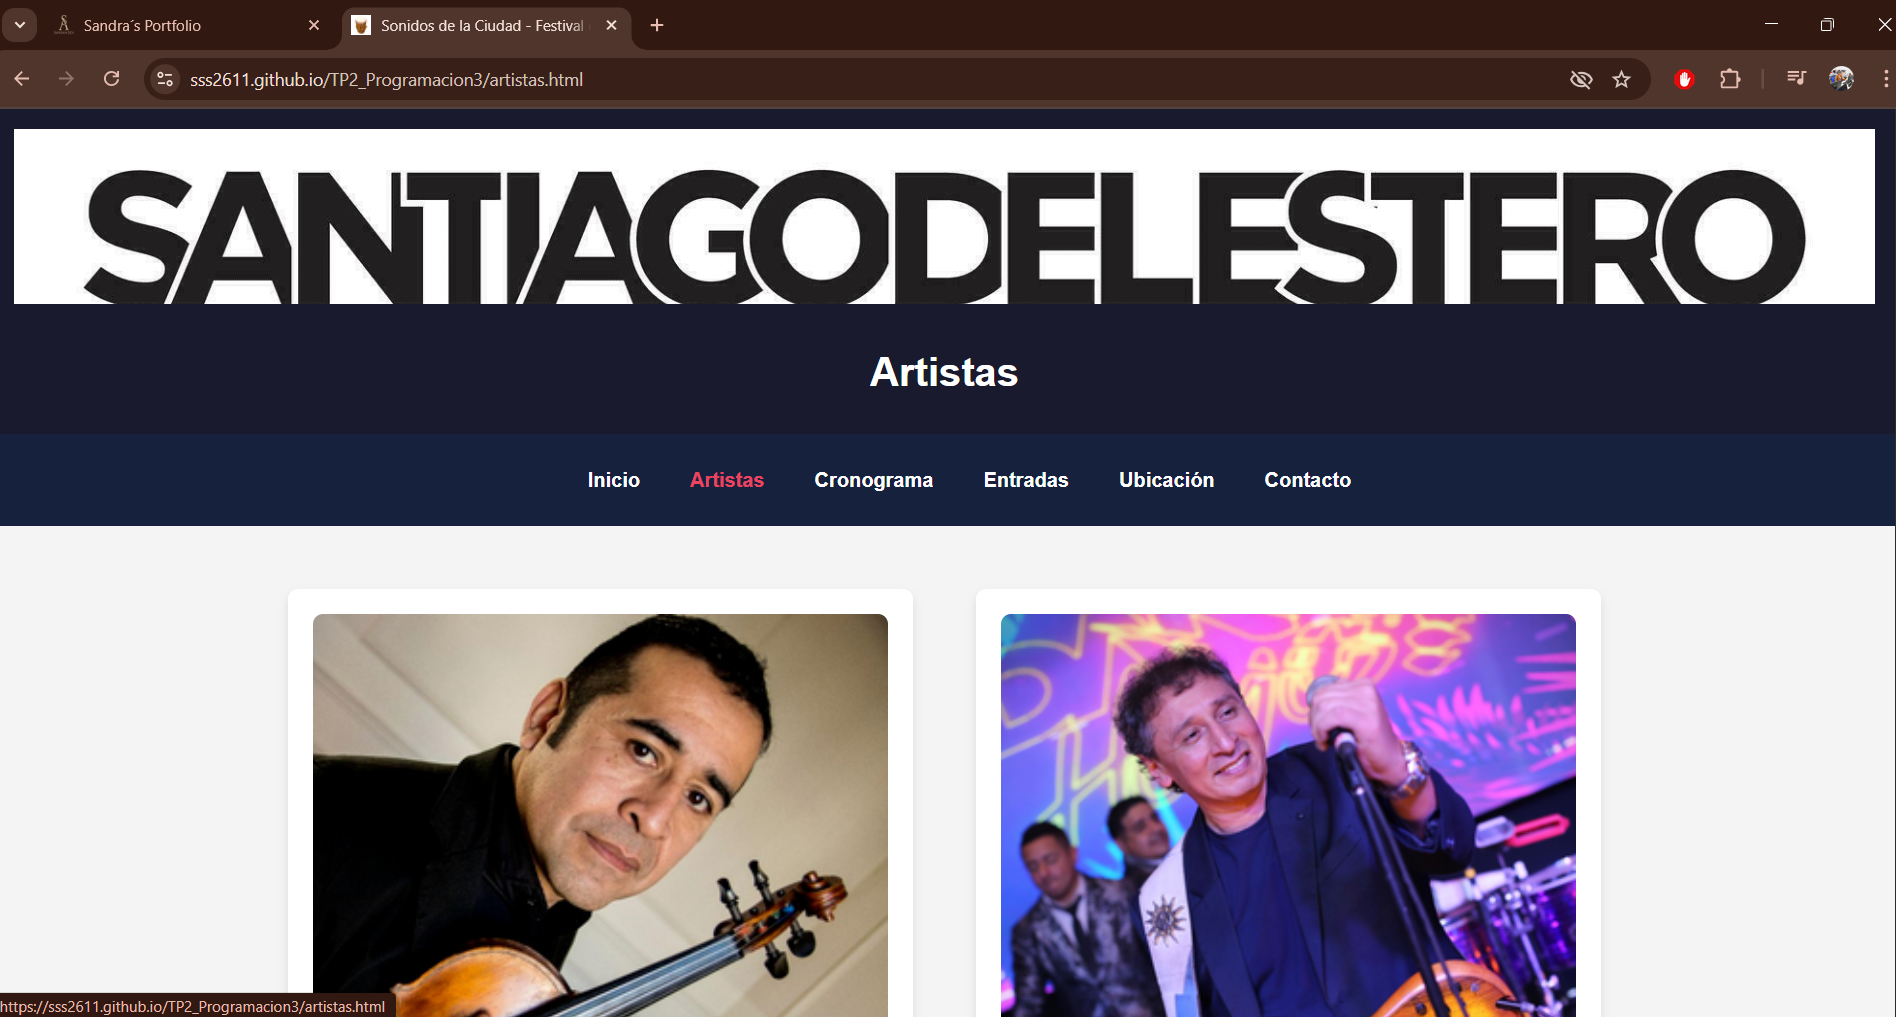 Sandra´s Portfolio
Sonidos de la Ciudad - Festival
sss2611.github.io/TP2_Programacion3/artistas.html
SANTIAGODELESTERO
Artistas
Inicio Artistas Cronograma Entradas Ubicación Contacto
https://sss2611.github.io/TP2_Programacion3/artistas.html